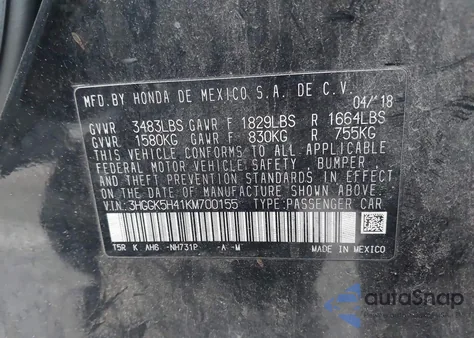 MFD.BY HONDA DE MEXICO S.A. DE C.V.
04/'18
GVWR 3483LBS GAWR F 1829LBS R 1664LBS
GVWR 1580KG GAWR F 830KG R 755KG
THIS VEHICLE CONFORMS TO ALL APPLICABLE
FEDERAL MOTOR VEHICLE SAFETY, BUMPER,
AND THEFT PREVENTION STANDARDS IN EFFECT
ON THE DATE OF MANUFACTURE SHOWN ABOVE.
V.I.N.:3HGGK5H41KM700155 TYPE:PASSENGER CAR
T5R K AH6 -NH731P -A -M
MADE IN MEXICO
autoSnap